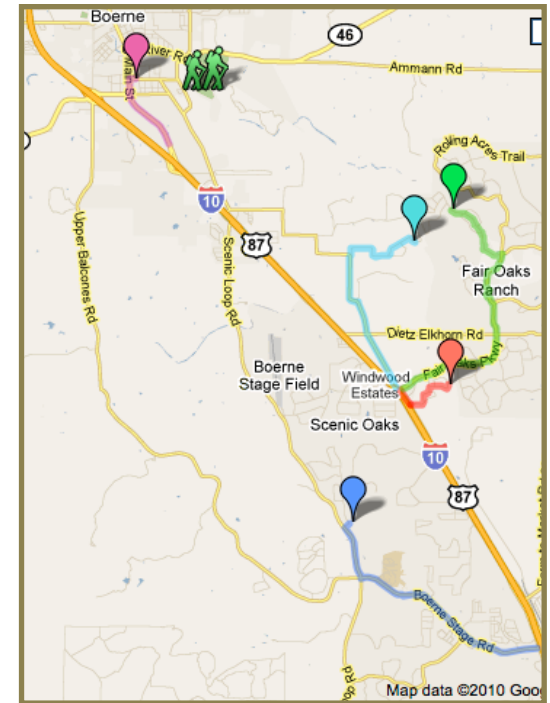 Boerne
River Rd
46
Main St
Ammann Rd
Rolling Acres Trail
10
87
Upper Balcones Rd
Scenic Loop Rd
Fair Oaks
Ranch
Dietz Elkhorn Rd
Boerne
Stage Field
Windwood
Estates
Fair Oaks Pkwy
Scenic Oaks
10
87
Boerne Stage Rd
Map data ©2010 Goo